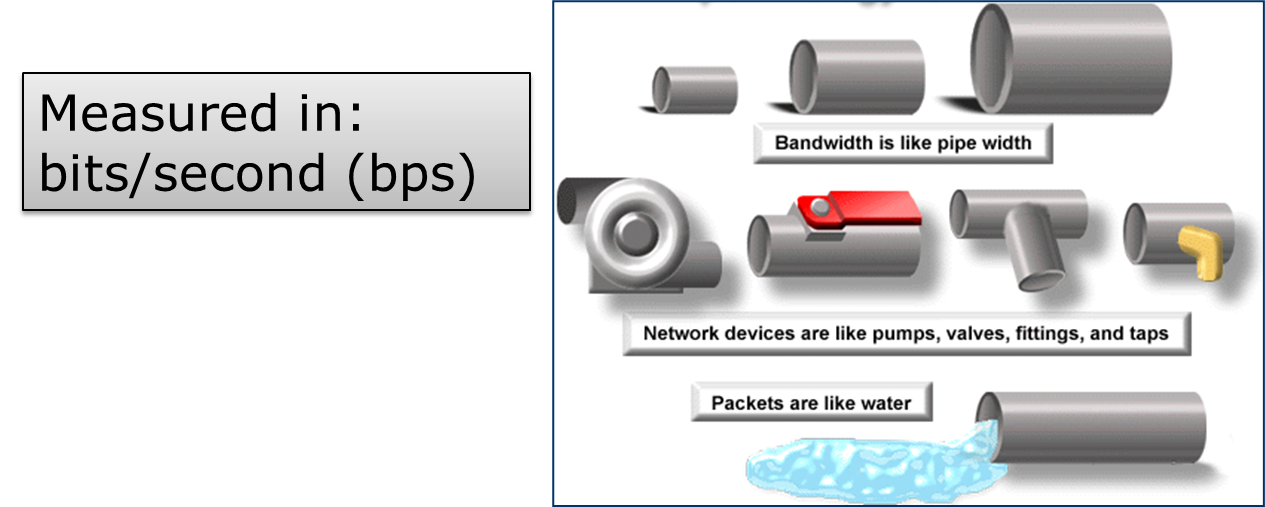 Measured in:
bits/second (bps)
Bandwidth is like pipe width
Network devices are like pumps, valves, fittings, and taps
Packets are like water